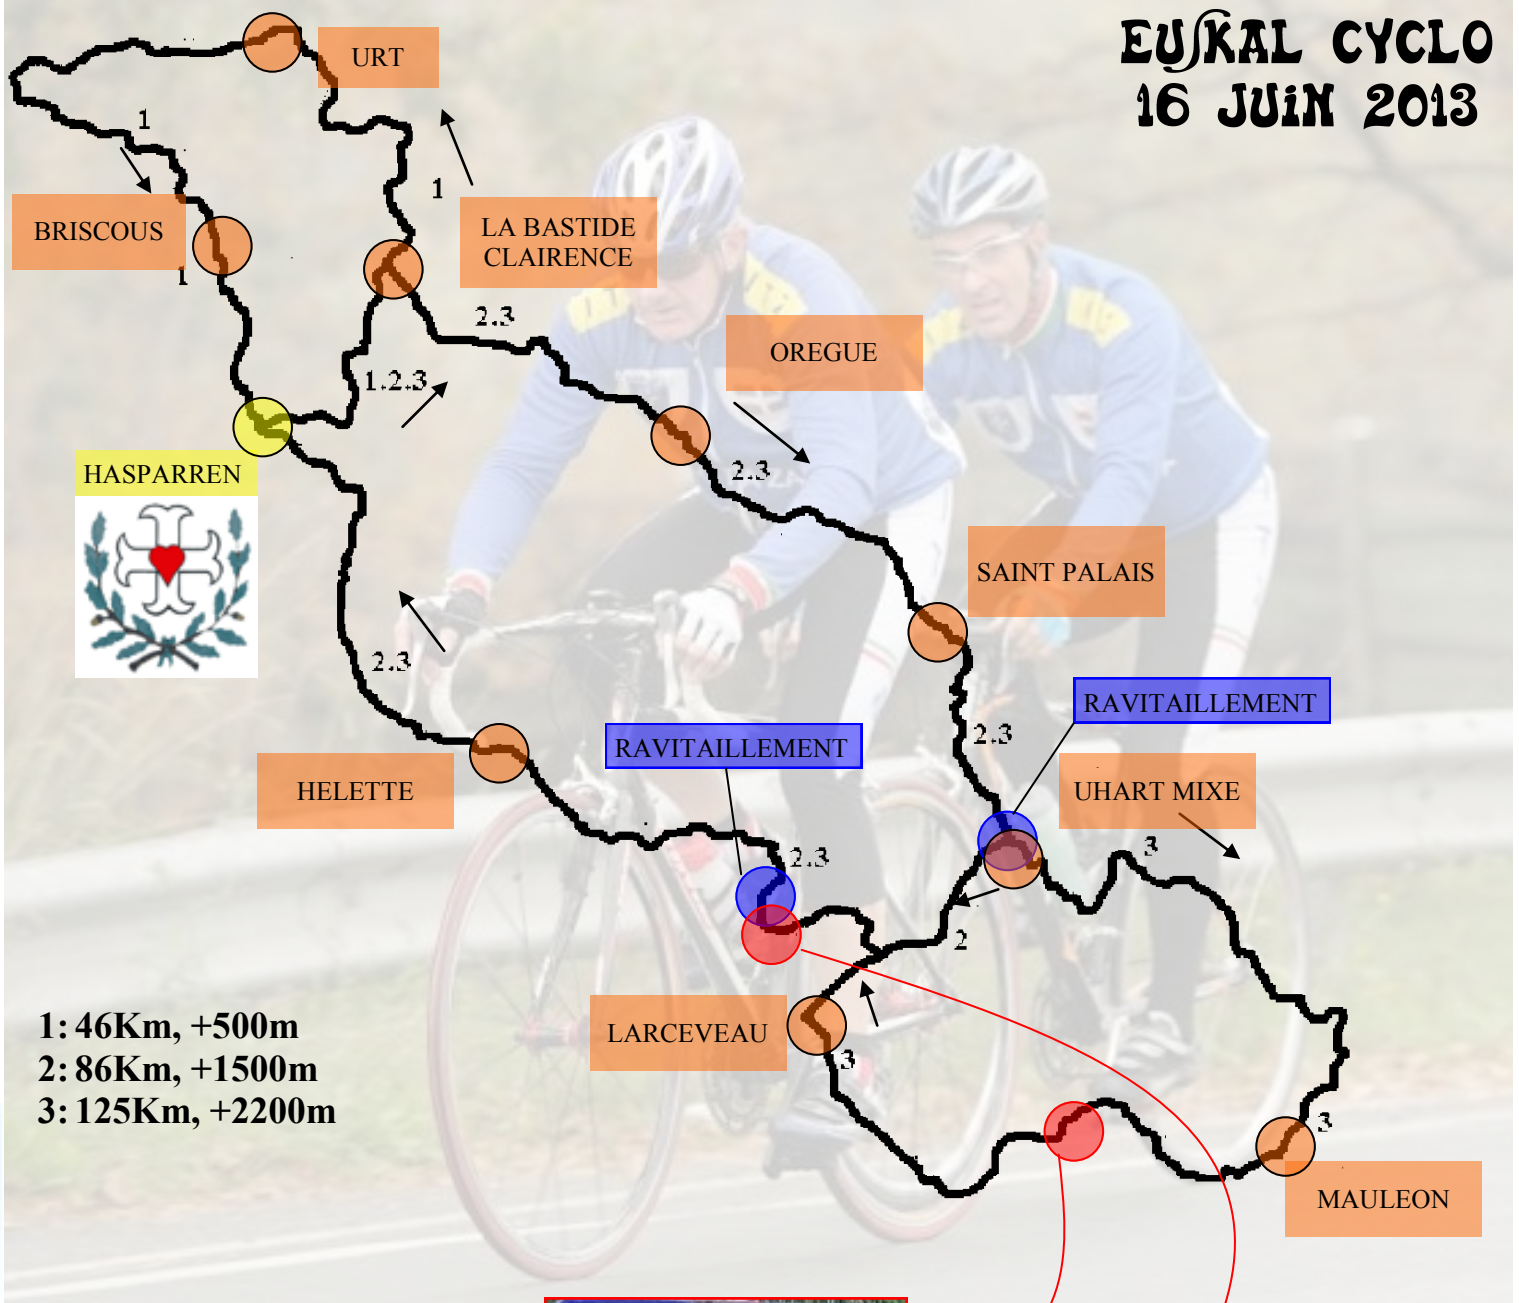 EUSKAL CYCLO
16 JUiN 2013
URT
1
BRISCOUS
1
1
LA BASTIDE
CLAIRENCE
2.3
OREGUE
1.2.3
HASPARREN
2.3
SAINT PALAIS
2.3
RAVITAILLEMENT
2.3
RAVITAILLEMENT
HELETTE
UHART MIXE
2.3
3
2
LARCEVEAU
3
1: 46Km, +500m
2: 86Km, +1500m
3: 125Km, +2200m
3
MAULEON